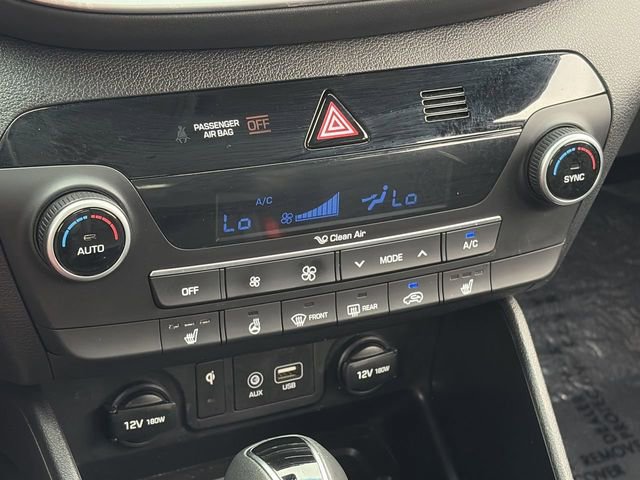 PASSENGER
AIR BAG OFF
A/C
Lo Lo
Clean Air
AUTO
SYNC
OFF
MODE
A/C
FRONT
REAR
AUX
USB
12V 180W
12V 180W